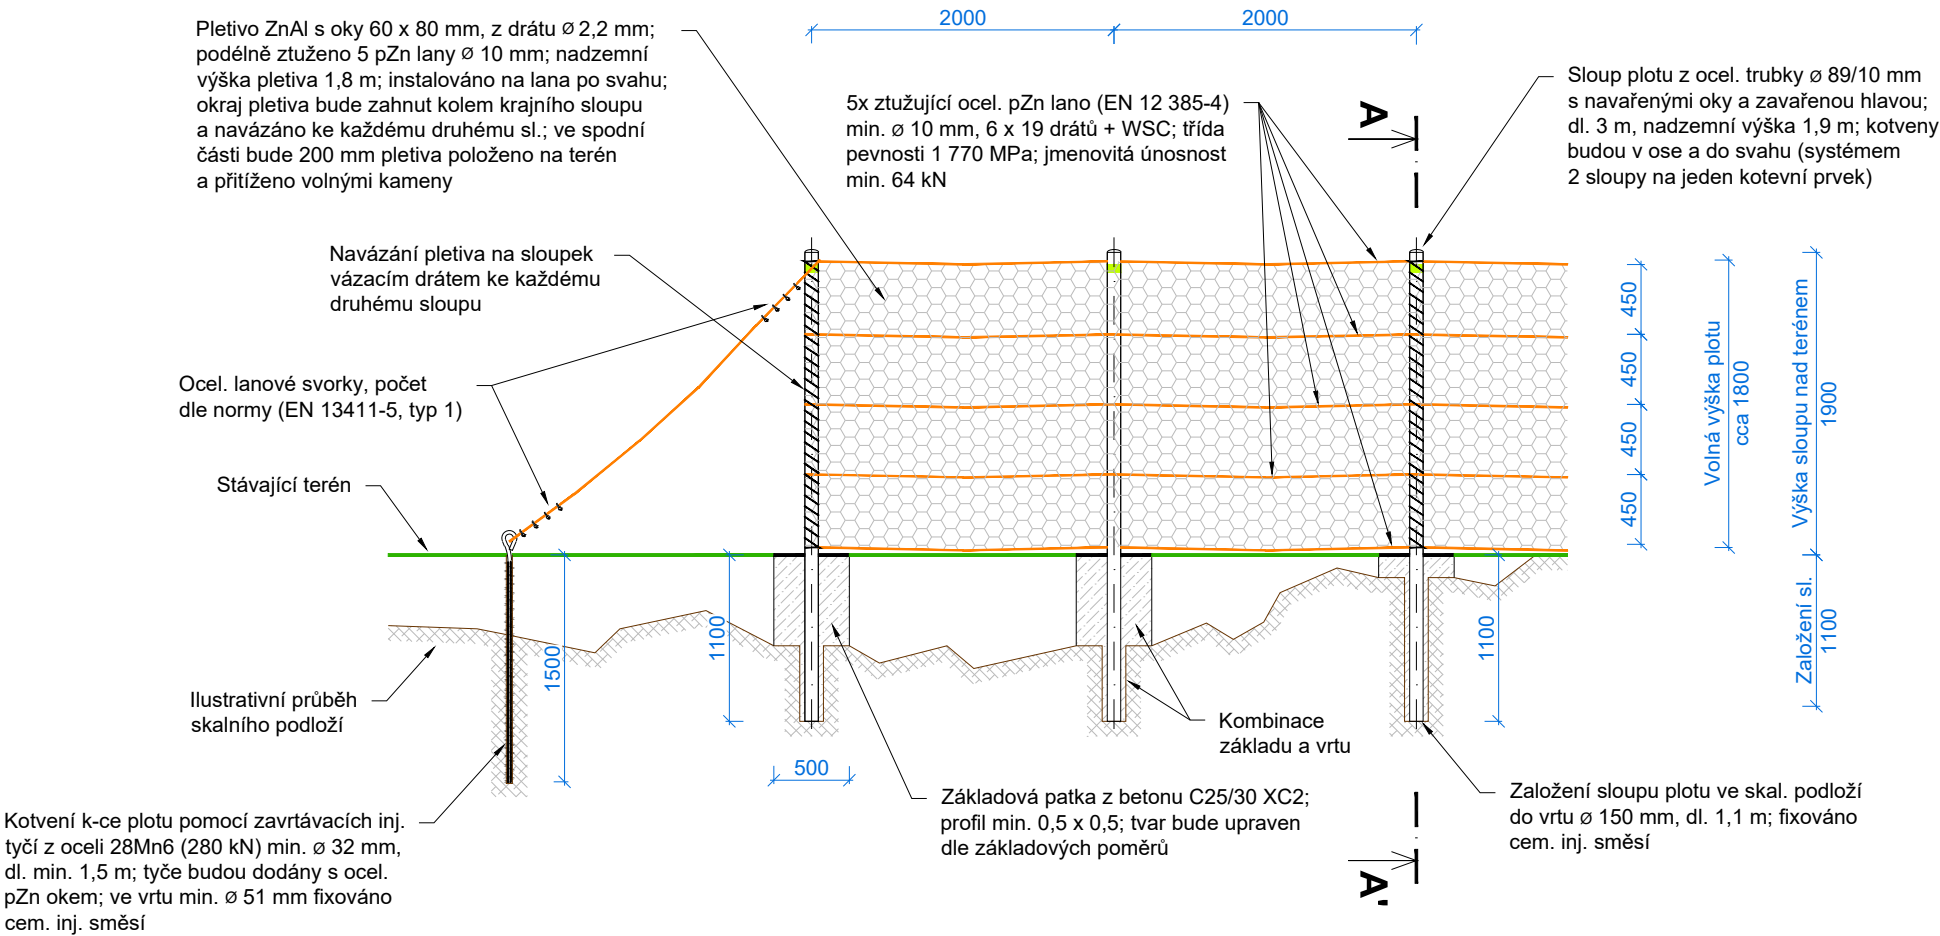 2000
2000
Pletivo ZnAl s oky 60 x 80 mm, z drátu ø 2,2 mm;
podélně ztuženo 5 pZn lany ø 10 mm; nadzemní
výška pletiva 1,8 m; instalováno na lana po svahu;
okraj pletiva bude zahnut kolem krajního sloupu
a navázáno ke každému druhému sl.; ve spodní
části bude 200 mm pletiva položeno na terén
a přitíženo volnými kameny
5x ztužující ocel. pZn lano (EN 12 385-4)
min. ø 10 mm, 6 x 19 drátů + WSC; třída
pevnosti 1 770 MPa; jmenovitá únosnost
min. 64 kN
A
Sloup plotu z ocel. trubky ø 89/10 mm
s navařenými oky a zavařenou hlavou;
dl. 3 m, nadzemní výška 1,9 m; kotveny
budou v ose a do svahu (systémem
2 sloupy na jeden kotevní prvek)
Navázání pletiva na sloupek
vázacím drátem ke každému
druhému sloupu
Ocel. lanové svorky, počet
dle normy (EN 13411-5, typ 1)
Stávající terén
450
450
450
450
Volná výška plotu
cca 1800
Výška sloupu nad terénem
1900
Založení sl.
1100
1500
1100
1100
500
Ilustrativní průběh
skalního podloží
Kombinace
základu a vrtu
Kotvení k-ce plotu pomocí zavrtávacích inj.
tyčí z oceli 28Mn6 (280 kN) min. ø 32 mm,
dl. min. 1,5 m; tyče budou dodány s ocel.
pZn okem; ve vrtu min. ø 51 mm fixováno
cem. inj. směsí
Základová patka z betonu C25/30 XC2;
profil min. 0,5 x 0,5; tvar bude upraven
dle základových poměrů
A'
Založení sloupu plotu ve skal. podloží
do vrtu ø 150 mm, dl. 1,1 m; fixováno
cem. inj. směsí